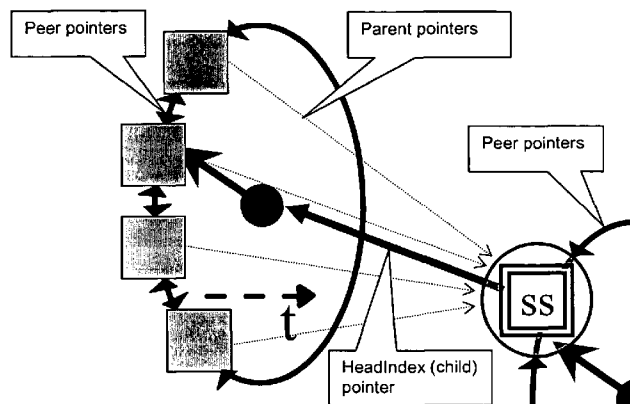 Peer pointers
Parent pointers
Peer pointers
t
SS
HeadIndex (child)
pointer